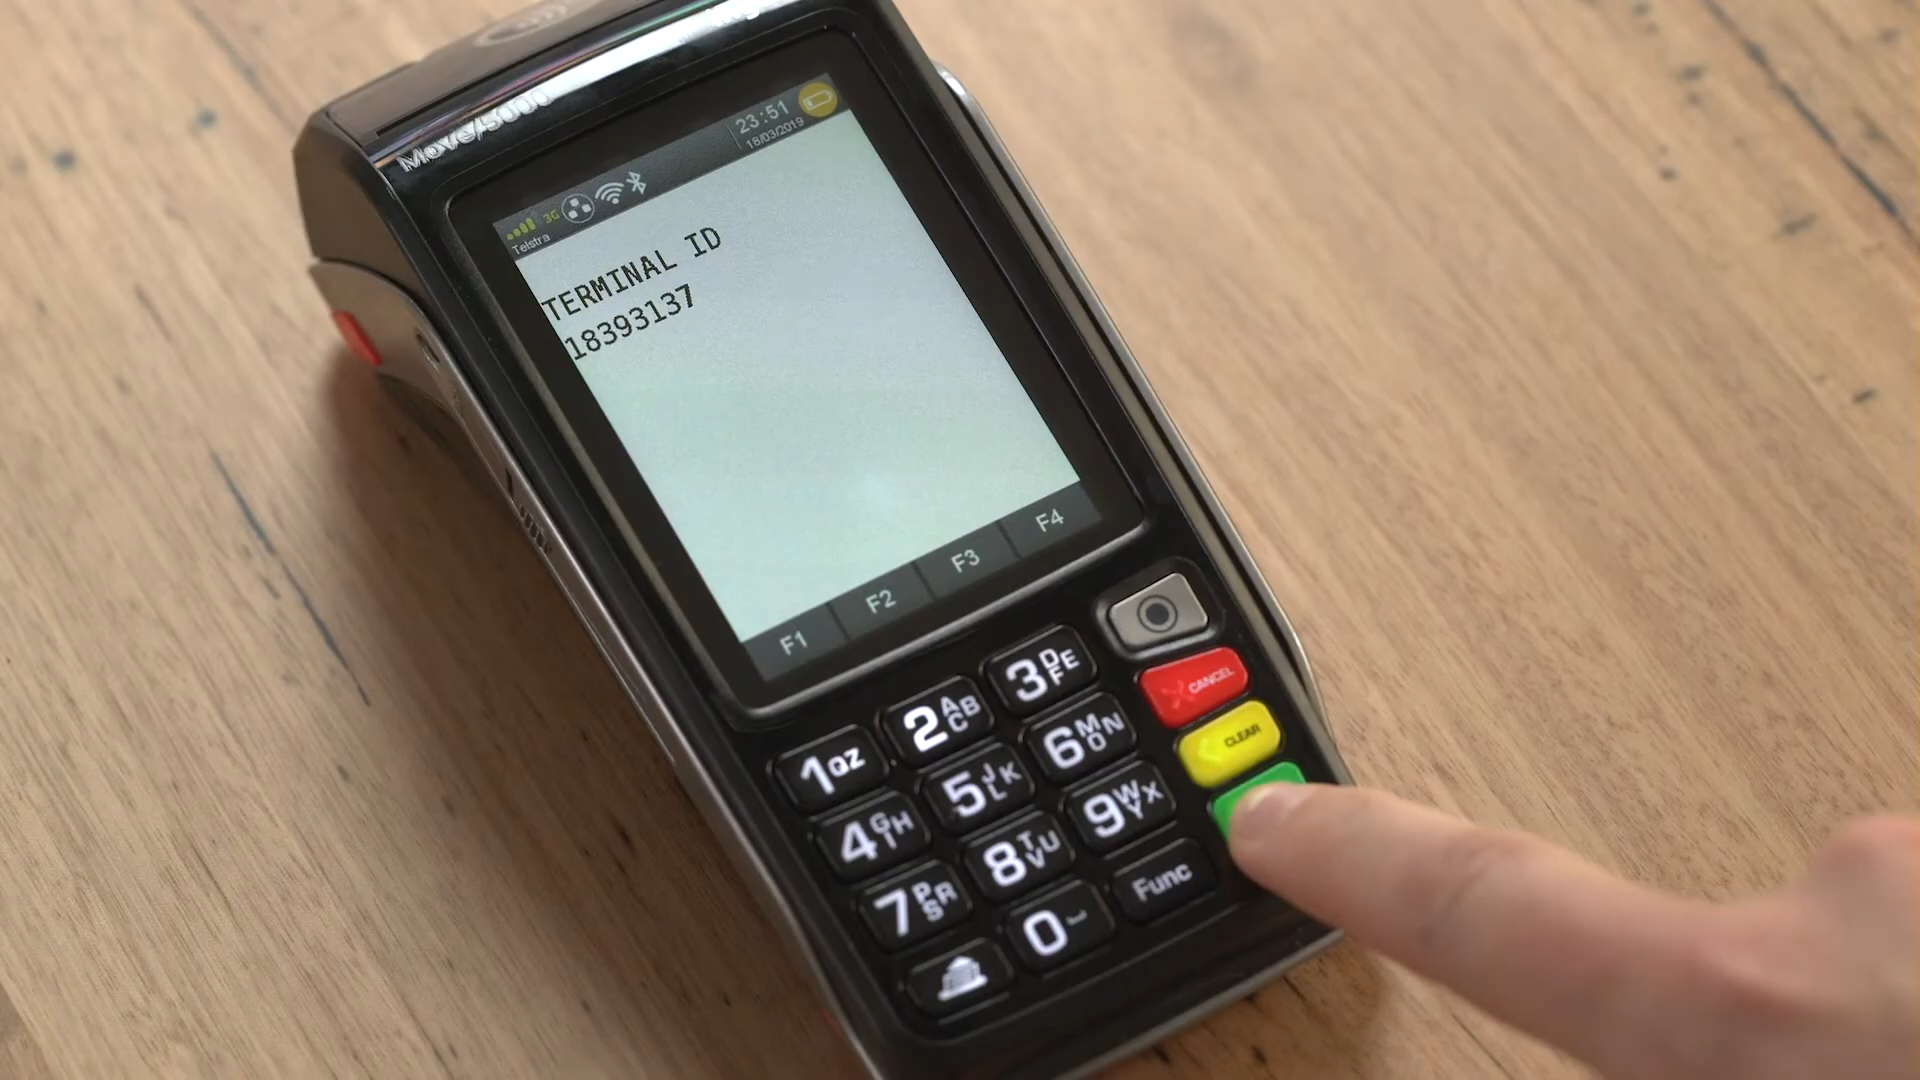 Move/5000
23:51
18/03/2019
3G
Telstra
TERMINAL ID
18393137
F1 F2 F3 F4
1 QZ
2 ABC
3 DEF
CANCEL
4 GHI
5 JKL
6 MNO
CLEAR
7 PRS
8 TUV
9 WXY
0
Func